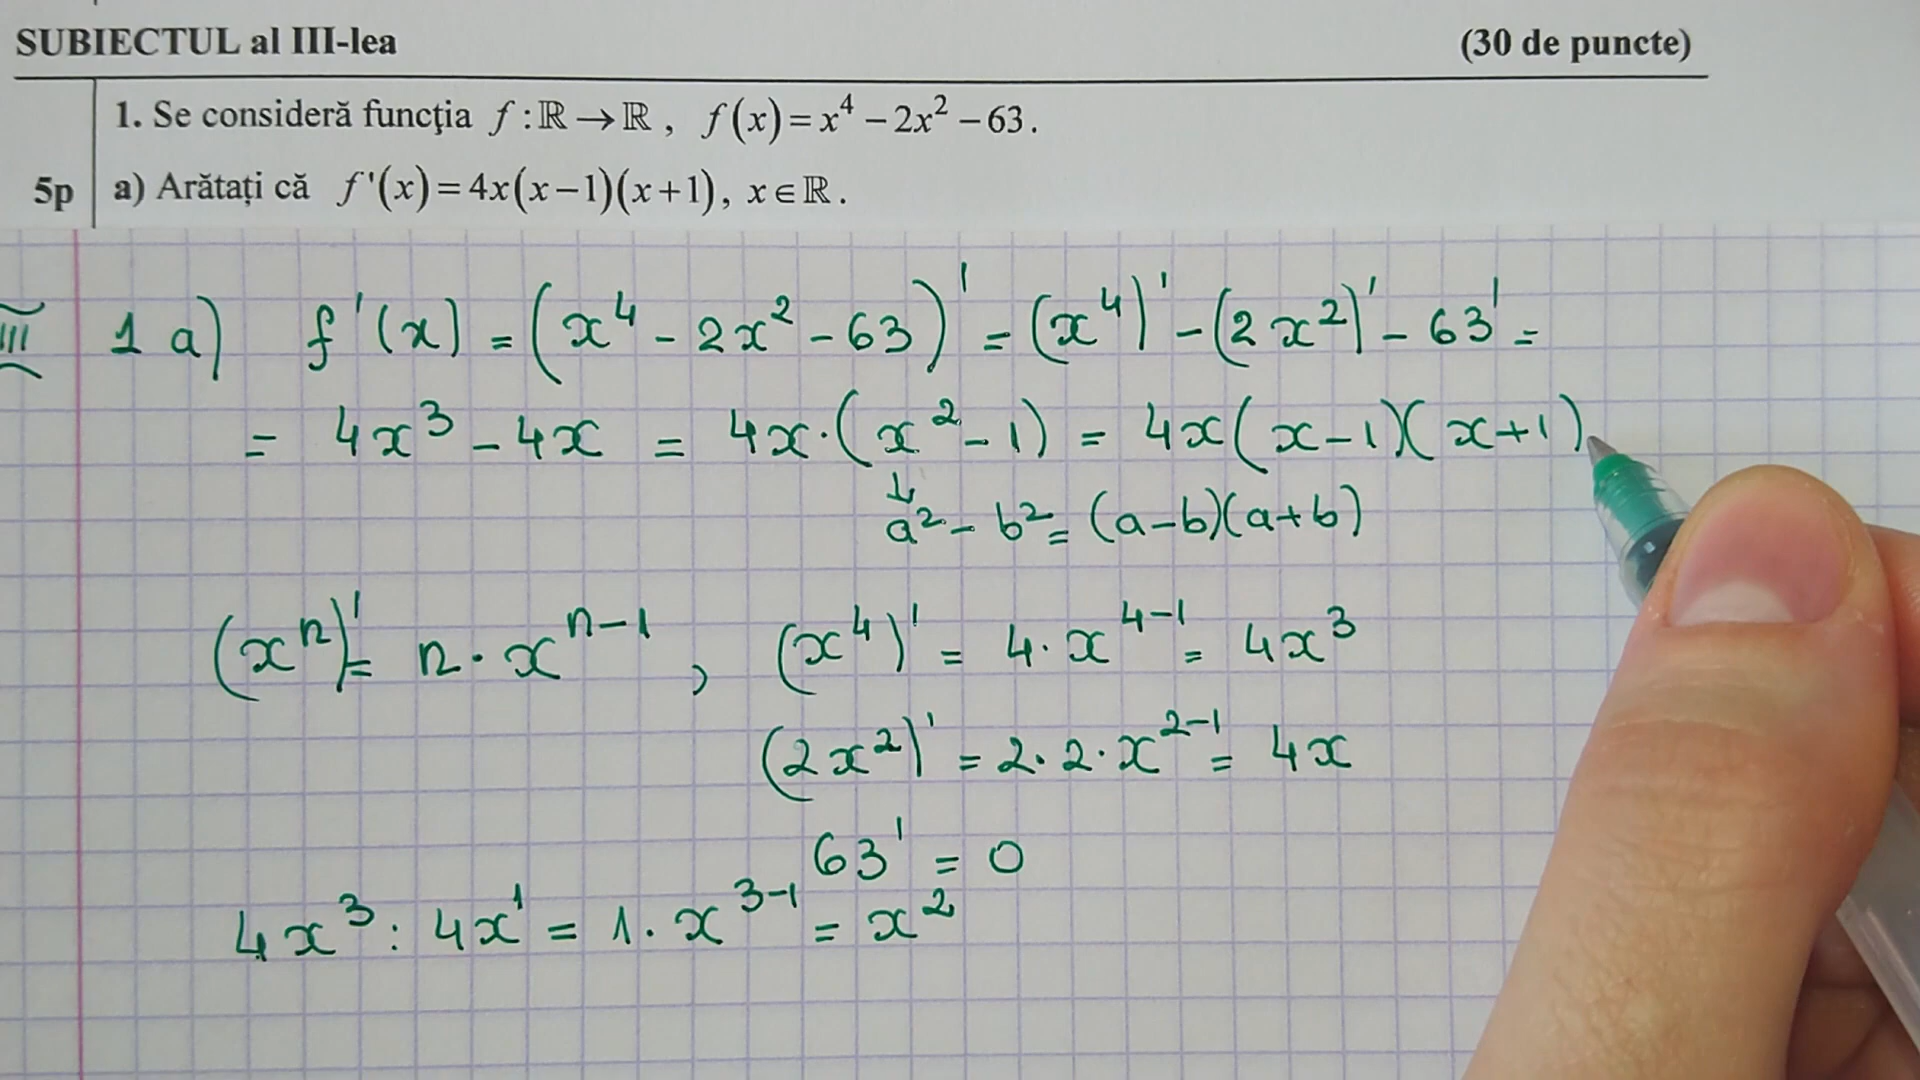 SUBIECTUL al III-lea (30 de puncte)
1. Se consideră funcţia f : ℝ → ℝ , f(x) = x⁴ − 2x² − 63 .
5p a) Arătați că f'(x) = 4x(x−1)(x+1), x ∈ ℝ .
III 1 a) f'(x) = (x⁴ - 2x² - 63)' = (x⁴)' - (2x²)' - 63' =
= 4x³ - 4x = 4x·(x² - 1) = 4x(x-1)(x+1)
↓
a² - b² = (a-b)(a+b)
(xⁿ)' = n·xⁿ⁻¹ , (x⁴)' = 4·x⁴⁻¹ = 4x³
(2x²)' = 2·2·x²⁻¹ = 4x
63' = 0
4x³ : 4x¹ = 1·x³⁻¹ = x²